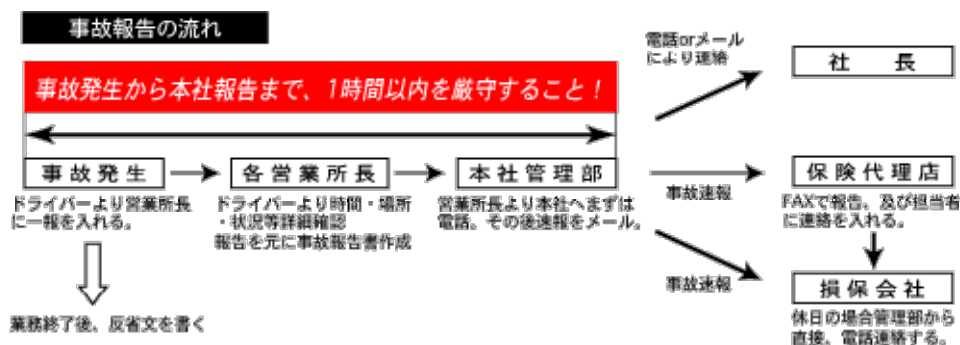 事故報告の流れ
事故発生から本社報告まで、1時間以内を厳守すること！
事故発生
ドライバーより営業所長
に一報を入れる。
業務終了後、反省文を書く
各営業所長
ドライバーより時間・場所
・状況等詳細確認
報告を元に事故報告書作成
本社管理部
営業所長より本社へまずは
電話、その後速報をメール。
電話orメール
により連絡
社長
事故速報
保険代理店
FAXで報告。及び担当者
に連絡を入れる。
事故速報
損保会社
休日の場合管理部から
直接、電話連絡する。